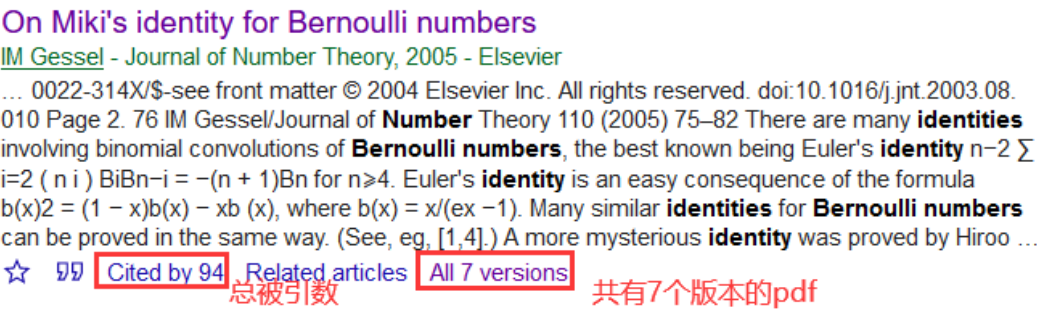 On Miki's identity for Bernoulli numbers
IM Gessel - Journal of Number Theory, 2005 - Elsevier
... 0022-314X/$-see front matter © 2004 Elsevier Inc. All rights reserved. doi:10.1016/j.jnt.2003.08.
010 Page 2. 76 IM Gessel/Journal of Number Theory 110 (2005) 75–82 There are many identities
involving binomial convolutions of Bernoulli numbers, the best known being Euler's identity n−2 ∑
i=2 ( n i ) BiBn−i = −(n + 1)Bn for n⩾4. Euler's identity is an easy consequence of the formula
b(x)2 = (1 − x)b(x) − xb (x), where b(x) = x/(ex −1). Many similar identities for Bernoulli numbers
can be proved in the same way. (See, eg, [1,4].) A more mysterious identity was proved by Hiroo ...
Cited by 94 Related articles All 7 versions
总被引数 共有7个版本的pdf